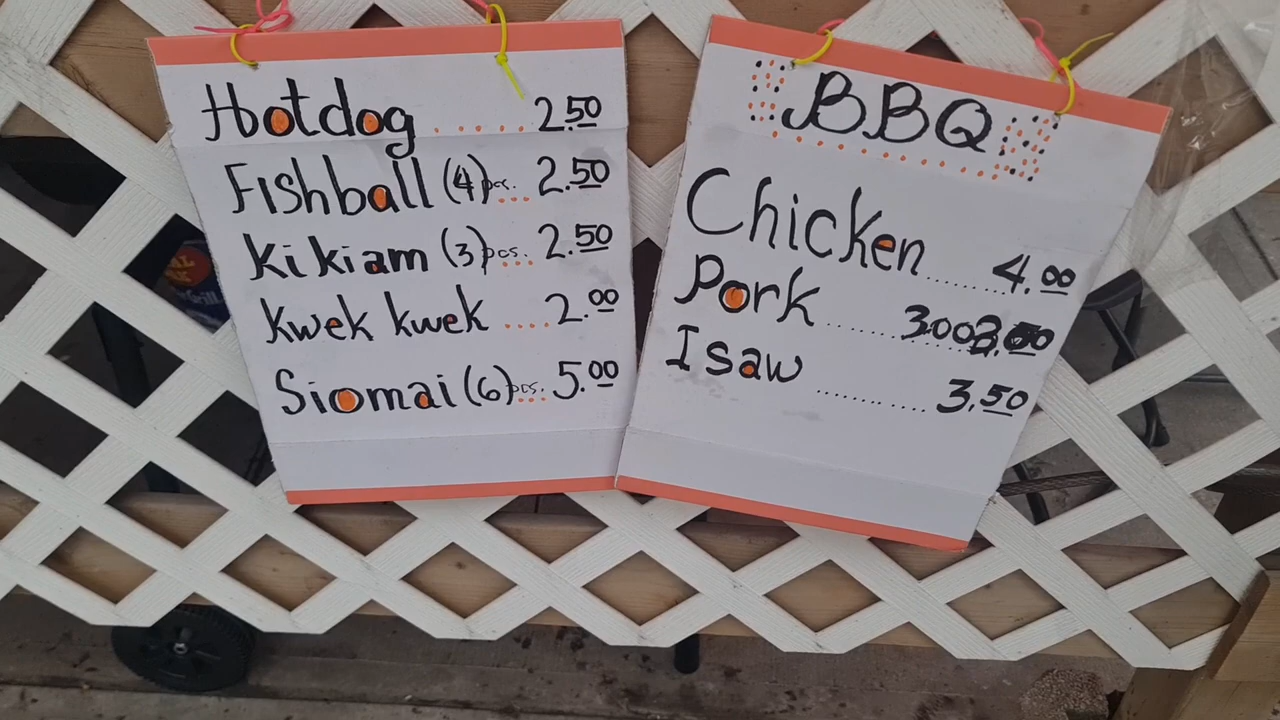 Hotdog ...... 2.50
Fishball (4) pcs. ... 2.50
Kikiam (3) pcs. .... 2.50
Kwek kwek .... 2.00
Siomai (6) pcs. ... 5.00
BBQ
Chicken ........ 4.00
Pork ....... 3.00
Isaw ........... 3.50